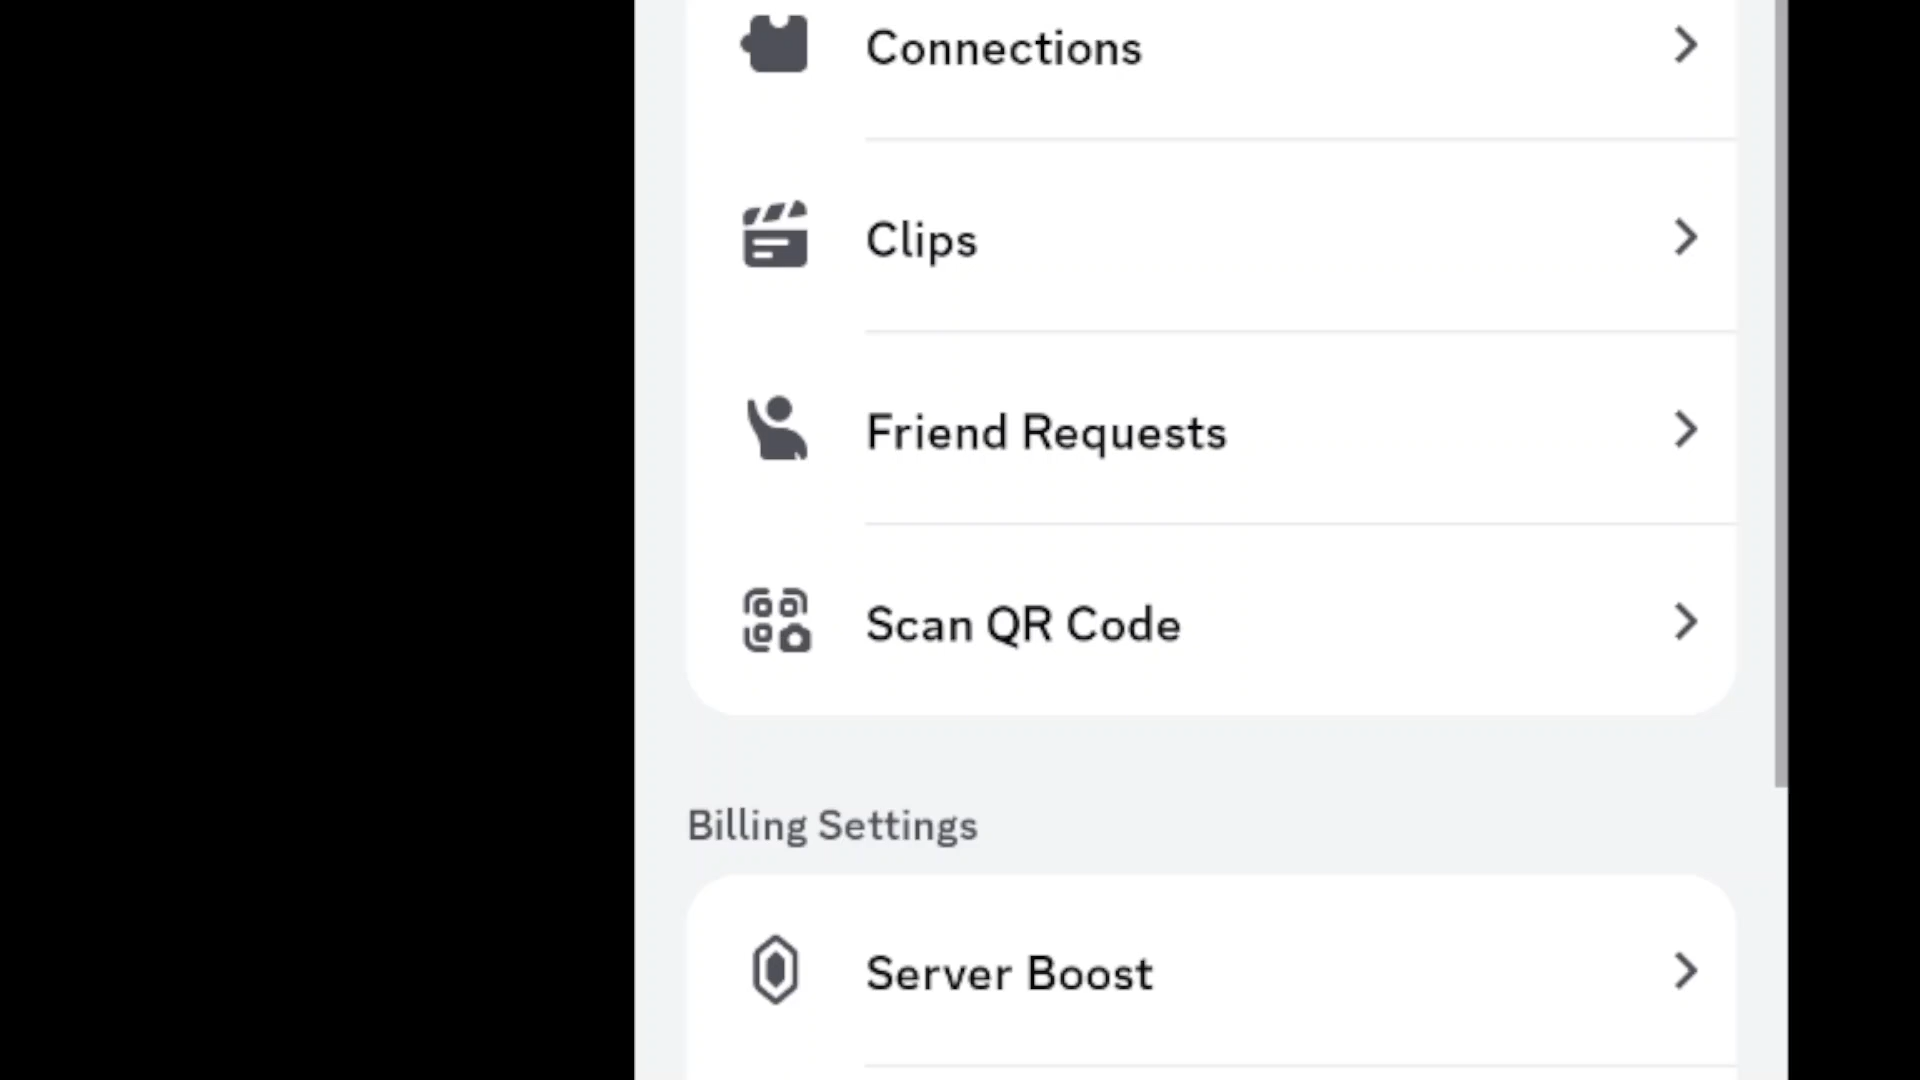 Connections
Clips
Friend Requests
Scan QR Code
Billing Settings
Server Boost